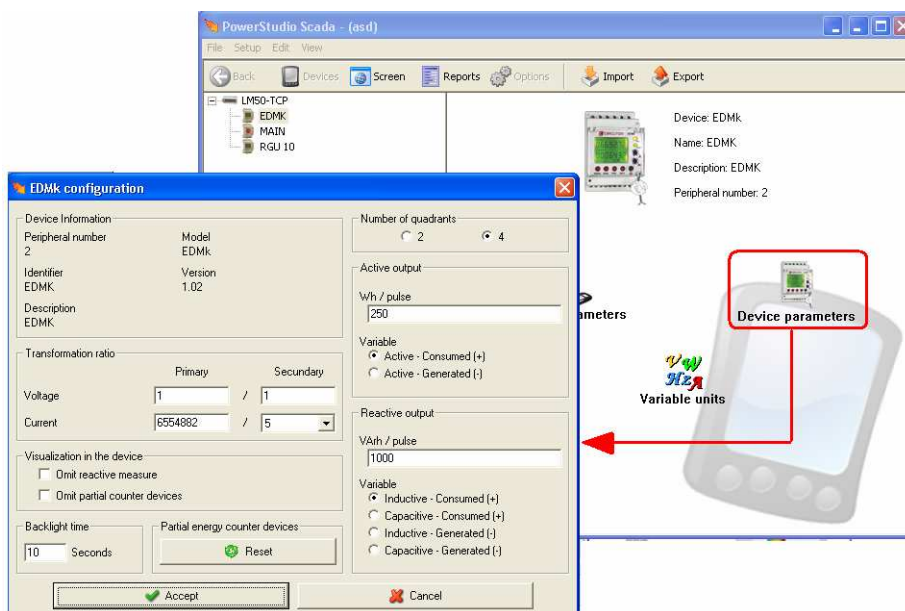 PowerStudio Scada - (asd)
File Setup Edit View
Back Devices Screen Reports Options Import Export
LM50-TCP
EDMK
MAIN
RGU 10
Device: EDMk
Name: EDMK
Description: EDMK
Peripheral number: 2
ameters
Device parameters
V W
Hz A
Variable units
EDMk configuration
Device Information
Peripheral number Model
2 EDMk
Identifier Version
EDMK 1.02
Description
EDMK
Transformation ratio
Primary Secundary
Voltage 1 / 1
Current 6554882 / 5
Visualization in the device
Omit reactive measure
Omit partial counter devices
Backlight time
10 Seconds
Partial energy counter devices
Reset
Number of quadrants
2 4
Active output
Wh / pulse
250
Variable
Active - Consumed (+)
Active - Generated (-)
Reactive output
VArh / pulse
1000
Variable
Inductive - Consumed (+)
Capacitive - Consumed (+)
Inductive - Generated (-)
Capacitive - Generated (-)
Accept Cancel